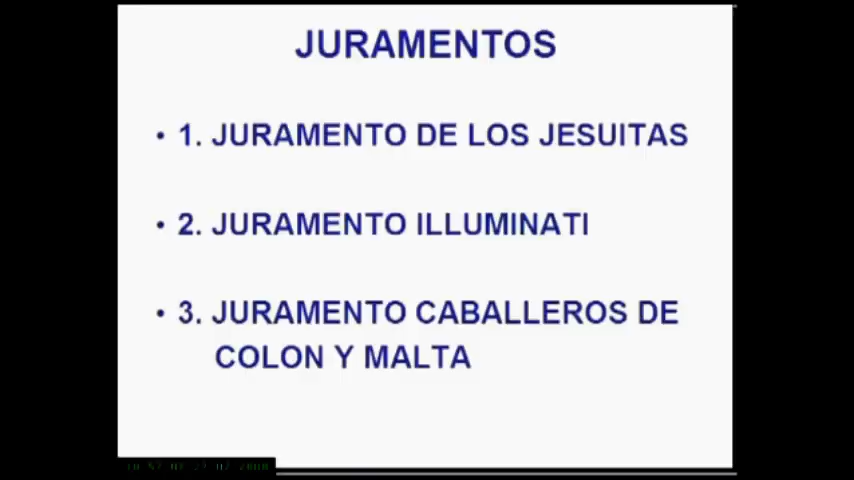 JURAMENTOS
• 1. JURAMENTO DE LOS JESUITAS
• 2. JURAMENTO ILLUMINATI
• 3. JURAMENTO CABALLEROS DE
COLON Y MALTA